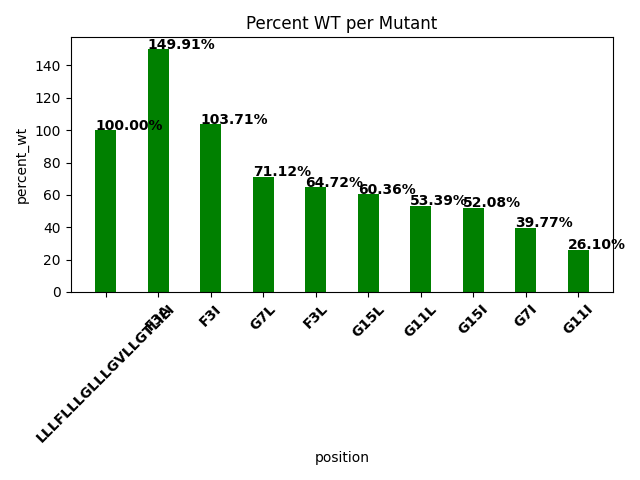 Percent WT per Mutant
percent_wt
140
120
100
80
60
40
20
0
100.00%
149.91%
103.71%
71.12%
64.72%
60.36%
53.39%
52.08%
39.77%
26.10%
F3A
F3I
G7L
F3L
G15L
G11L
G15I
G7I
G11I
position